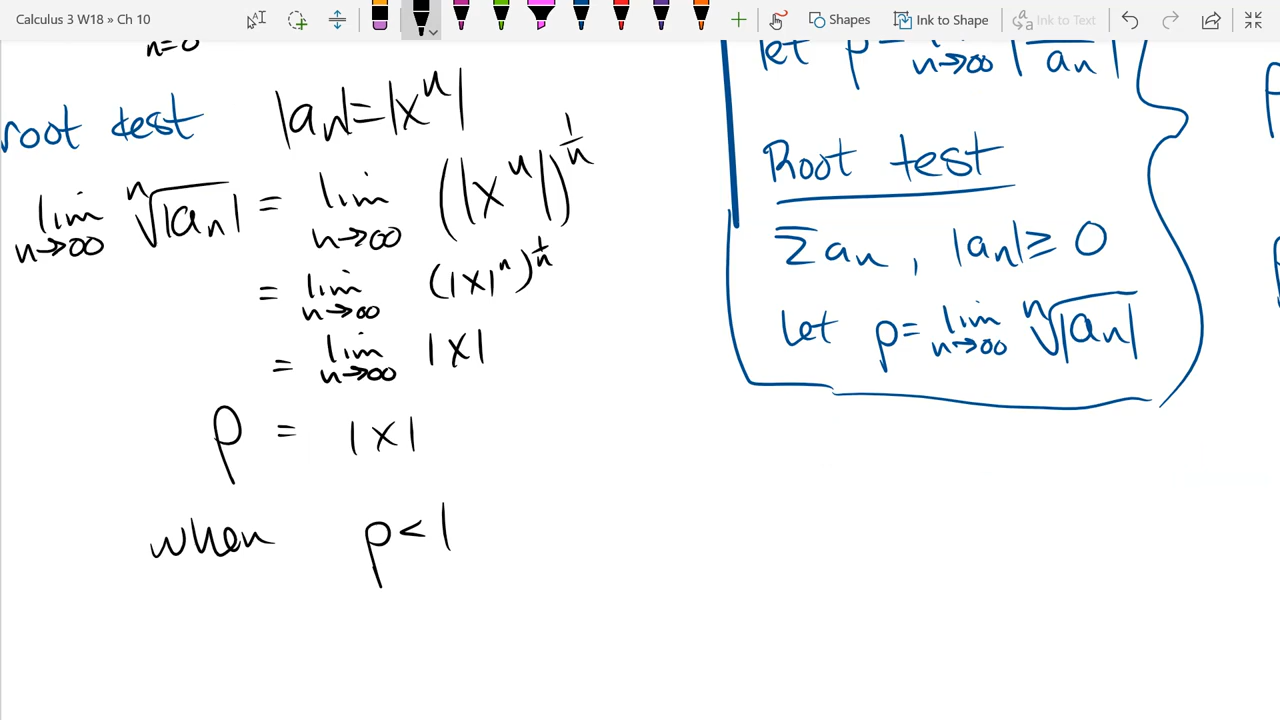 Calculus 3 W18 » Ch 10
Shapes
Ink to Shape
Ink to Text
n=0
root test |an|=|x^n|
lim n→∞ ⁿ√|an| = lim n→∞ (|x^n|)^(1/n)
= lim n→∞ (|x|^n)^(1/n)
= lim n→∞ |x|
ρ = |x|
when ρ<1
let ρ= n→∞ | an |
Root test
Σan, |an|≥0
Let ρ= lim n→∞ ⁿ√|an|